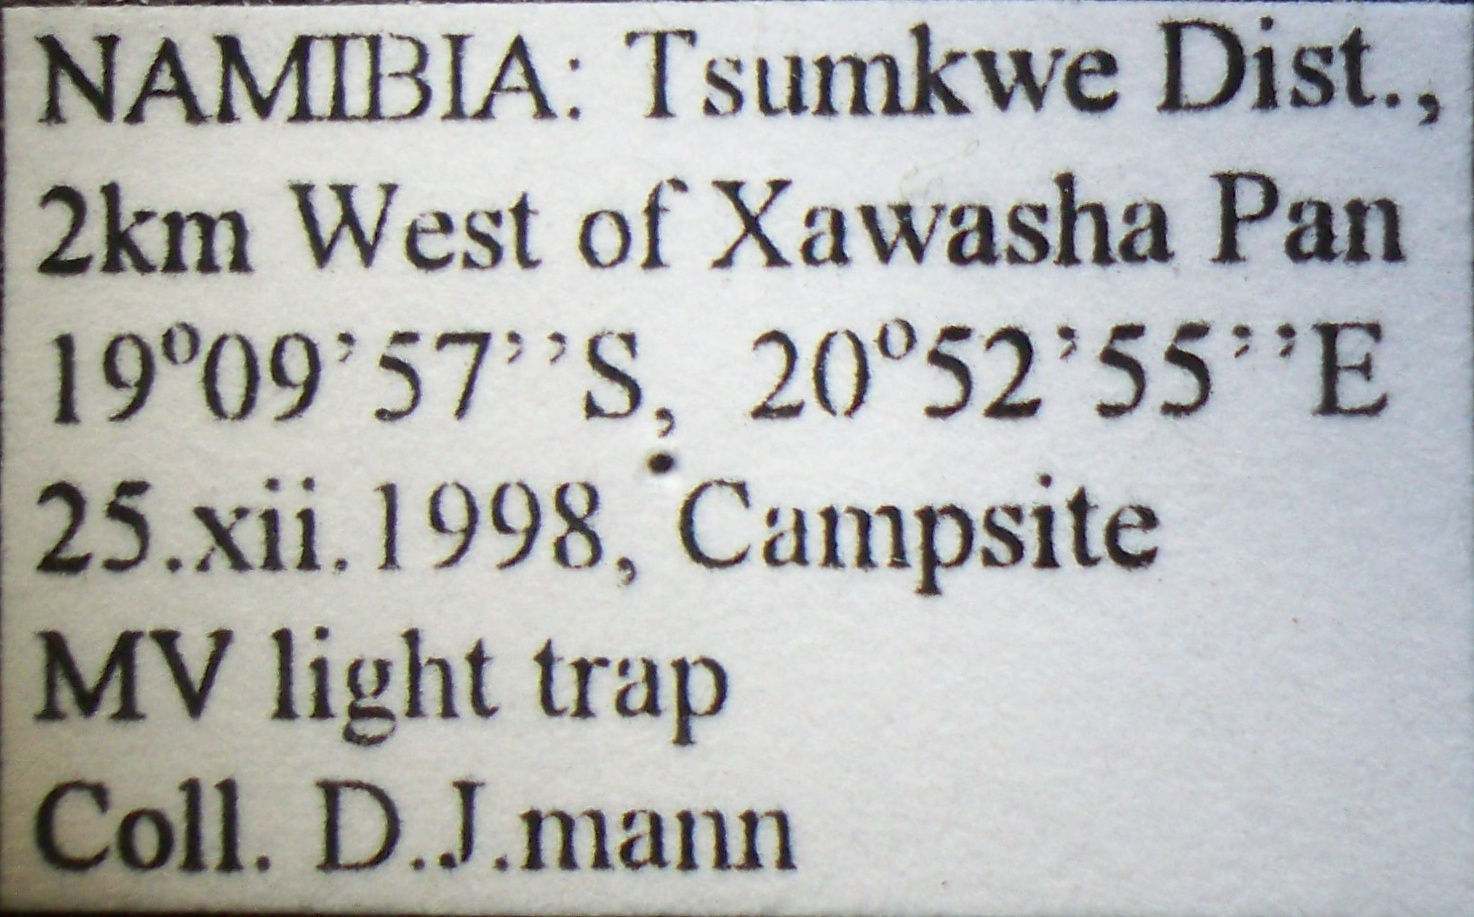 NAMIBIA: Tsumkwe Dist.,
2km West of Xawasha Pan
19º09’57’’S, 20º52’55’’E
25.xii.1998, Campsite
MV light trap
Coll. D.J.mann